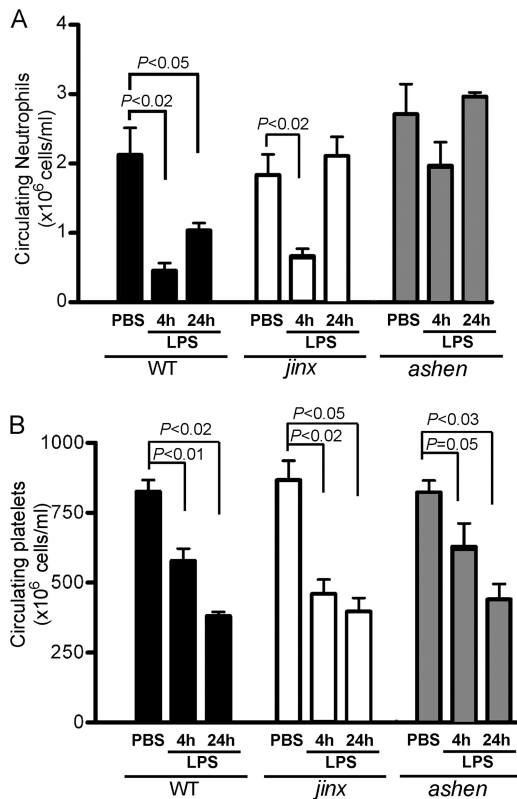 A
Circulating Neutrophils
(x10⁶ cells/ml)
4
3
2
1
0
P<0.05
P<0.02
P<0.02
PBS 4h 24h PBS 4h 24h PBS 4h 24h
LPS LPS LPS
WT jinx ashen
B
Circulating platelets
(x10⁶ cells/ml)
1000
750
500
250
0
P<0.02
P<0.01
P<0.05
P<0.02
P<0.03
P=0.05
PBS 4h 24h PBS 4h 24h PBS 4h 24h
LPS LPS LPS
WT jinx ashen